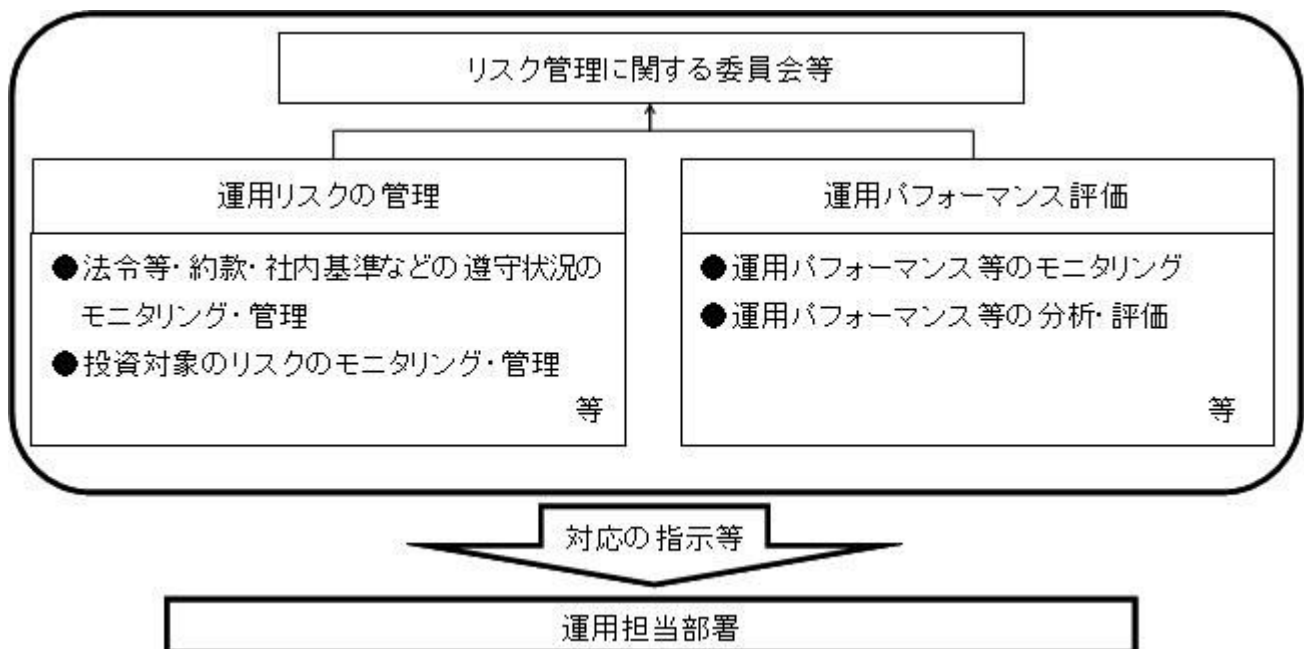 リスク管理に関する委員会等
運用リスクの管理
●法令等・約款・社内基準などの遵守状況の
モニタリング・管理
●投資対象のリスクのモニタリング・管理
等
運用パフォーマンス評価
●運用パフォーマンス等のモニタリング
●運用パフォーマンス等の分析・評価
等
対応の指示等
運用担当部署